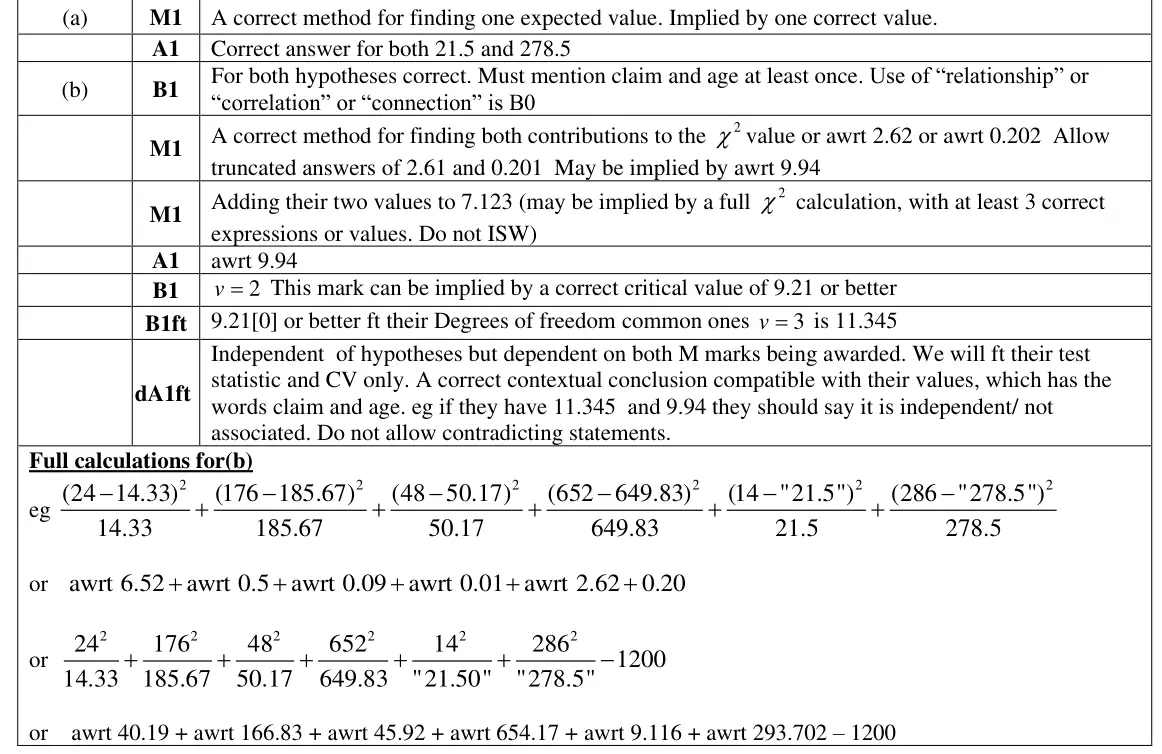 (a) M1 A correct method for finding one expected value. Implied by one correct value.
A1 Correct answer for both 21.5 and 278.5
(b) B1 For both hypotheses correct. Must mention claim and age at least once. Use of “relationship” or
“correlation” or “connection” is B0
M1 A correct method for finding both contributions to the χ² value or awrt 2.62 or awrt 0.202 Allow
truncated answers of 2.61 and 0.201 May be implied by awrt 9.94
M1 Adding their two values to 7.123 (may be implied by a full χ² calculation, with at least 3 correct
expressions or values. Do not ISW)
A1 awrt 9.94
B1 ν = 2 This mark can be implied by a correct critical value of 9.21 or better
B1ft 9.21[0] or better ft their Degrees of freedom common ones ν = 3 is 11.345
dA1ft Independent of hypotheses but dependent on both M marks being awarded. We will ft their test
statistic and CV only. A correct contextual conclusion compatible with their values, which has the
words claim and age. eg if they have 11.345 and 9.94 they should say it is independent/ not
associated. Do not allow contradicting statements.
Full calculations for(b)
eg (24−14.33)²/14.33 + (176−185.67)²/185.67 + (48−50.17)²/50.17 + (652−649.83)²/649.83 + (14−"21.5")²/21.5 + (286−"278.5")²/278.5
or awrt 6.52 + awrt 0.5 + awrt 0.09 + awrt 0.01 + awrt 2.62 + 0.20
or 24²/14.33 + 176²/185.67 + 48²/50.17 + 652²/649.83 + 14²/"21.50" + 286²/"278.5" − 1200
or awrt 40.19 + awrt 166.83 + awrt 45.92 + awrt 654.17 + awrt 9.116 + awrt 293.702 – 1200